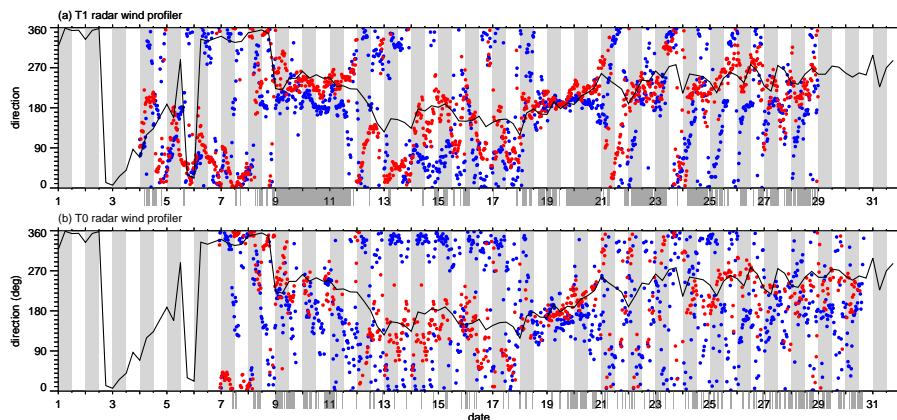 (a) T1 radar wind profiler
360
270
180
90
0
direction
1 3 5 7 9 11 13 15 17 19 21 23 25 27 29 31
(b) T0 radar wind profiler
360
270
180
90
0
direction (deg)
1 3 5 7 9 11 13 15 17 19 21 23 25 27 29 31
date